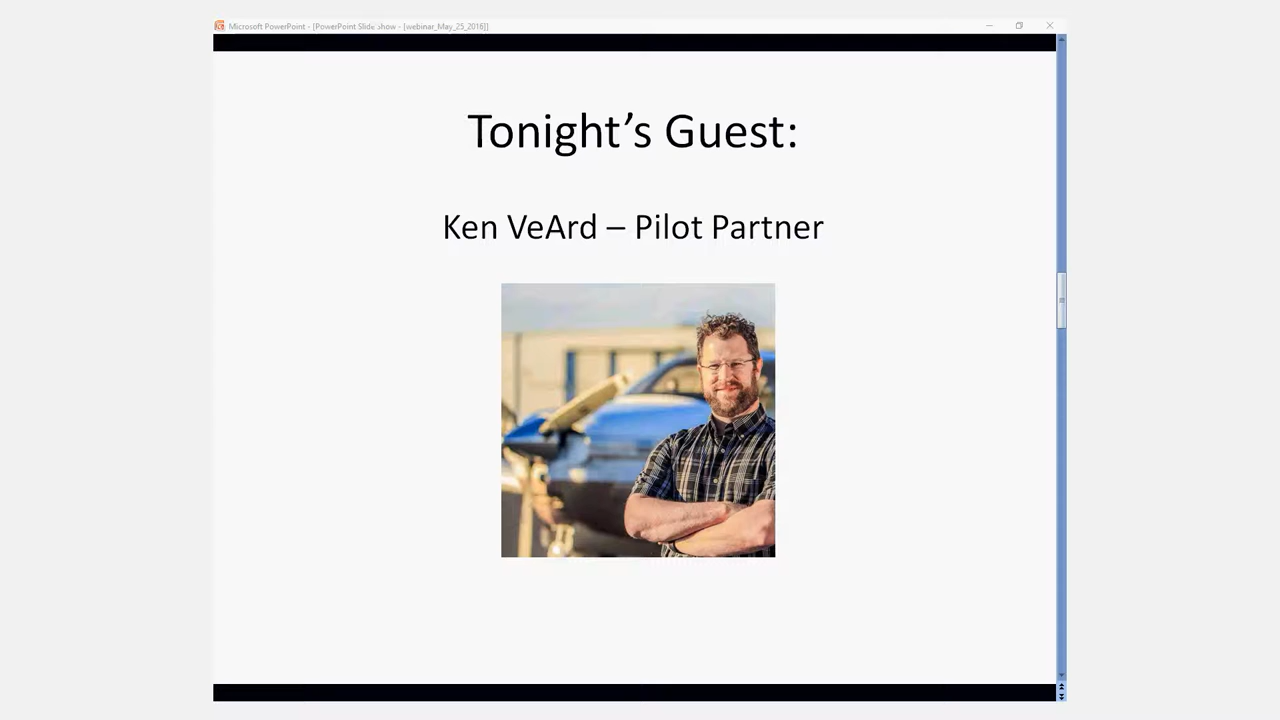 Microsoft PowerPoint - [PowerPoint Slide Show - [webinar_May_25_2016]]
Tonight’s Guest:
Ken VeArd – Pilot Partner